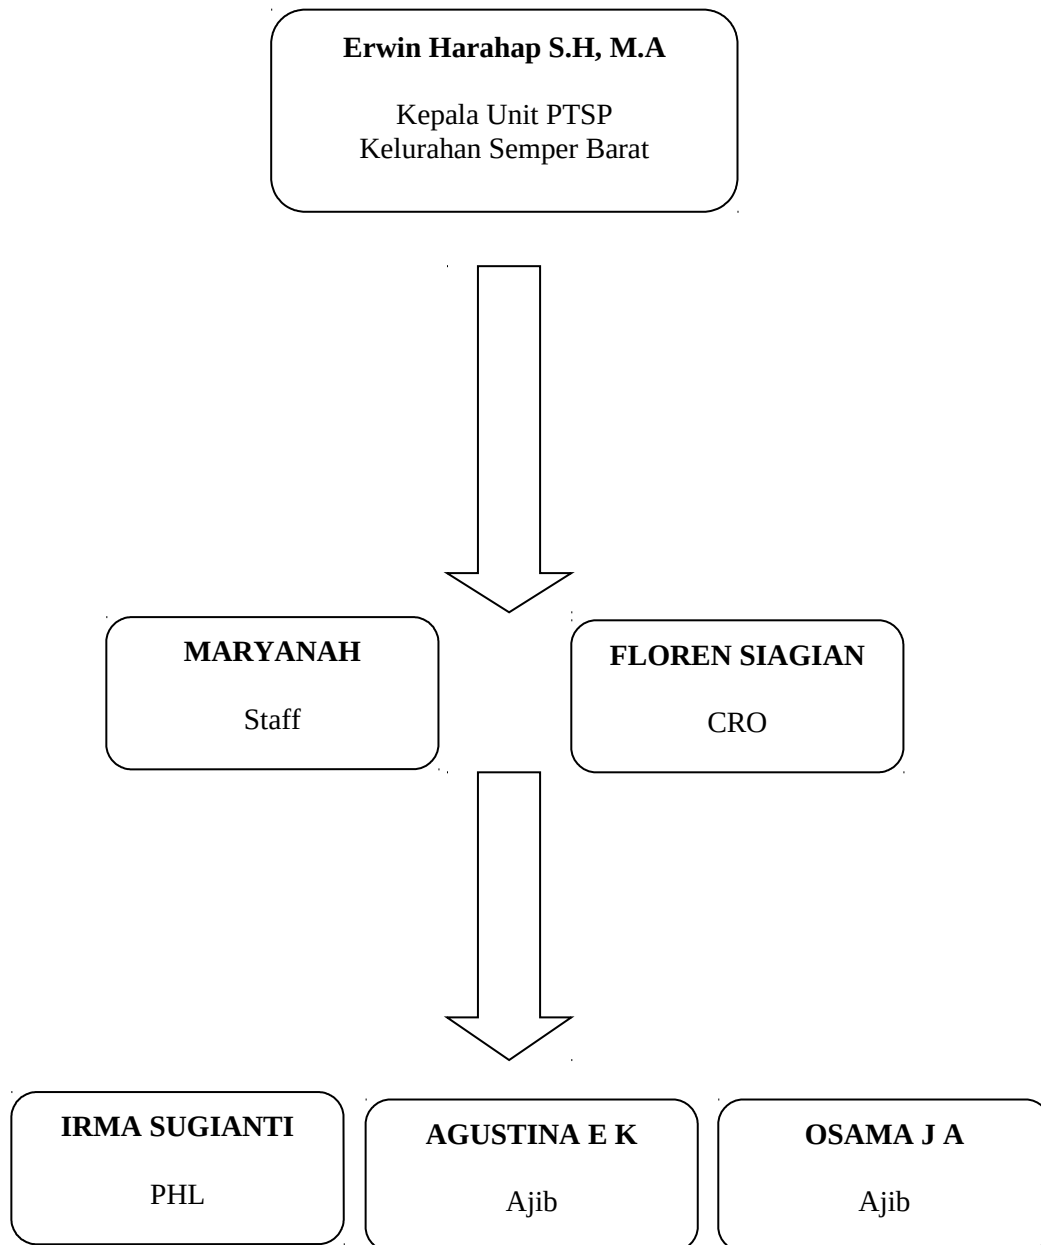 Erwin Harahap S.H, M.A
Kepala Unit PTSP
Kelurahan Semper Barat
MARYANAH
Staff
FLOREN SIAGIAN
CRO
IRMA SUGIANTI
PHL
AGUSTINA E K
Ajib
OSAMA J A
Ajib